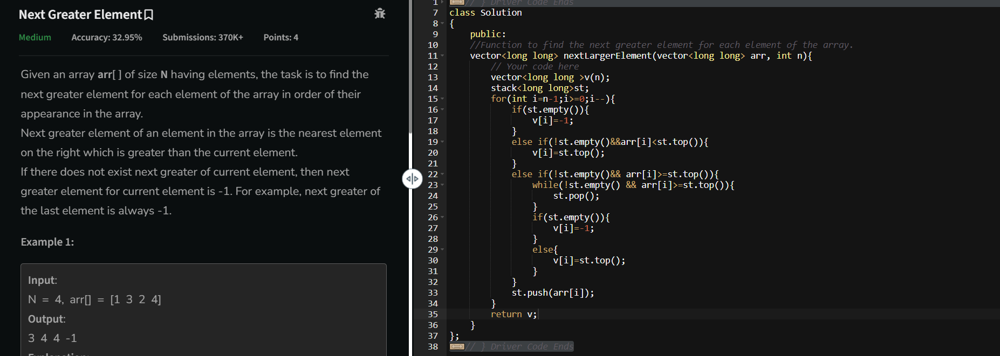 Next Greater Element
Medium Accuracy: 32.95% Submissions: 370K+ Points: 4
Given an array arr[ ] of size N having elements, the task is to find the
next greater element for each element of the array in order of their
appearance in the array.
Next greater element of an element in the array is the nearest element
on the right which is greater than the current element.
If there does not exist next greater of current element, then next
greater element for current element is -1. For example, next greater of
the last element is always -1.
Example 1:
Input:
N = 4, arr[] = [1 3 2 4]
Output:
3 4 4 -1
Explanation:
1 // } Driver Code Ends
7 class Solution
8 {
9     public:
10     //Function to find the next greater element for each element of the array.
11     vector<long long> nextLargerElement(vector<long long> arr, int n){
12         // Your code here
13         vector<long long >v(n);
14         stack<long long>st;
15         for(int i=n-1;i>=0;i--){
16             if(st.empty()){
17                 v[i]=-1;
18             }
19             else if(!st.empty()&&arr[i]<st.top()){
20                 v[i]=st.top();
21             }
22             else if(!st.empty()&& arr[i]>=st.top()){
23                 while(!st.empty() && arr[i]>=st.top()){
24                     st.pop();
25                 }
26                 if(st.empty()){
27                     v[i]=-1;
28                 }
29                 else{
30                     v[i]=st.top();
31                 }
32             }
33             st.push(arr[i]);
34         }
35         return v;
36     }
37 };
38 // } Driver Code Ends